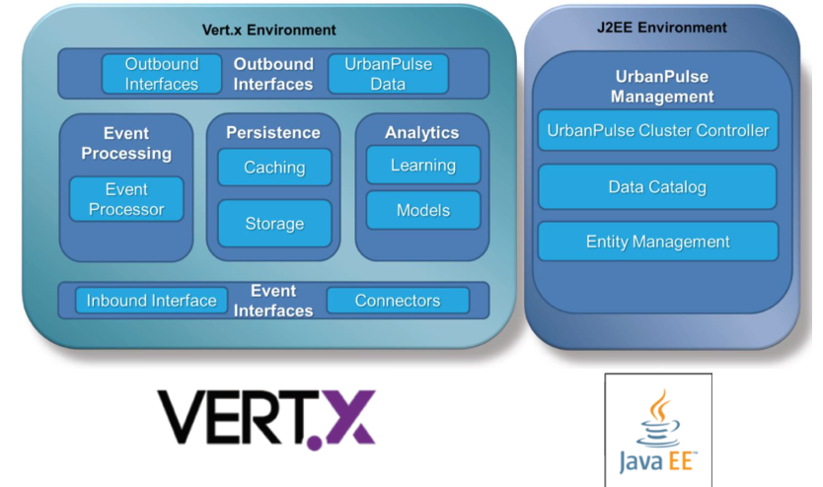 Vert.x Environment
Outbound
Interfaces
Outbound
Interfaces
UrbanPulse
Data
Event
Processing
Event
Processor
Persistence
Caching
Storage
Analytics
Learning
Models
Inbound Interface
Event
Interfaces
Connectors
J2EE Environment
UrbanPulse
Management
UrbanPulse Cluster Controller
Data Catalog
Entity Management
VERT.X
Java EE™